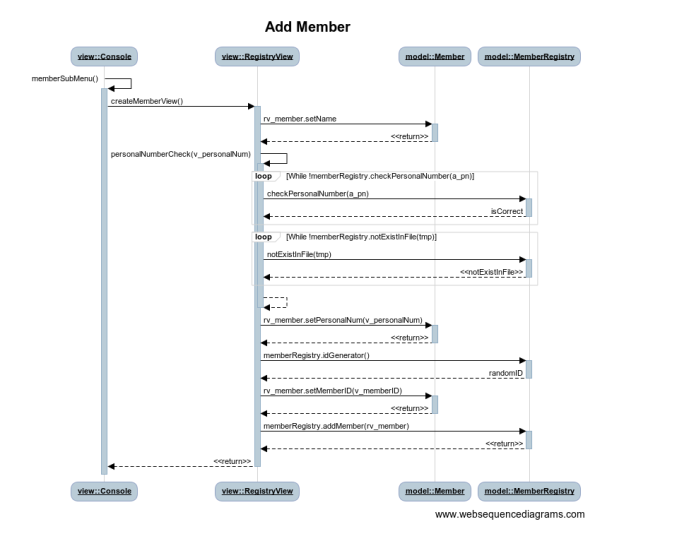 Add Member
view::Console
view::RegistryView
model::Member
model::MemberRegistry
memberSubMenu()
createMemberView()
rv_member.setName
<<return>>
personalNumberCheck(v_personalNum)
loop [While !memberRegistry.checkPersonalNumber(a_pn)]
checkPersonalNumber(a_pn)
isCorrect
loop [While !memberRegistry.notExistInFile(tmp)]
notExistInFile(tmp)
<<notExistInFile>>
rv_member.setPersonalNum(v_personalNum)
<<return>>
memberRegistry.idGenerator()
randomID
rv_member.setMemberID(v_memberID)
<<return>>
memberRegistry.addMember(rv_member)
<<return>>
<<return>>
view::Console
view::RegistryView
model::Member
model::MemberRegistry
www.websequencediagrams.com